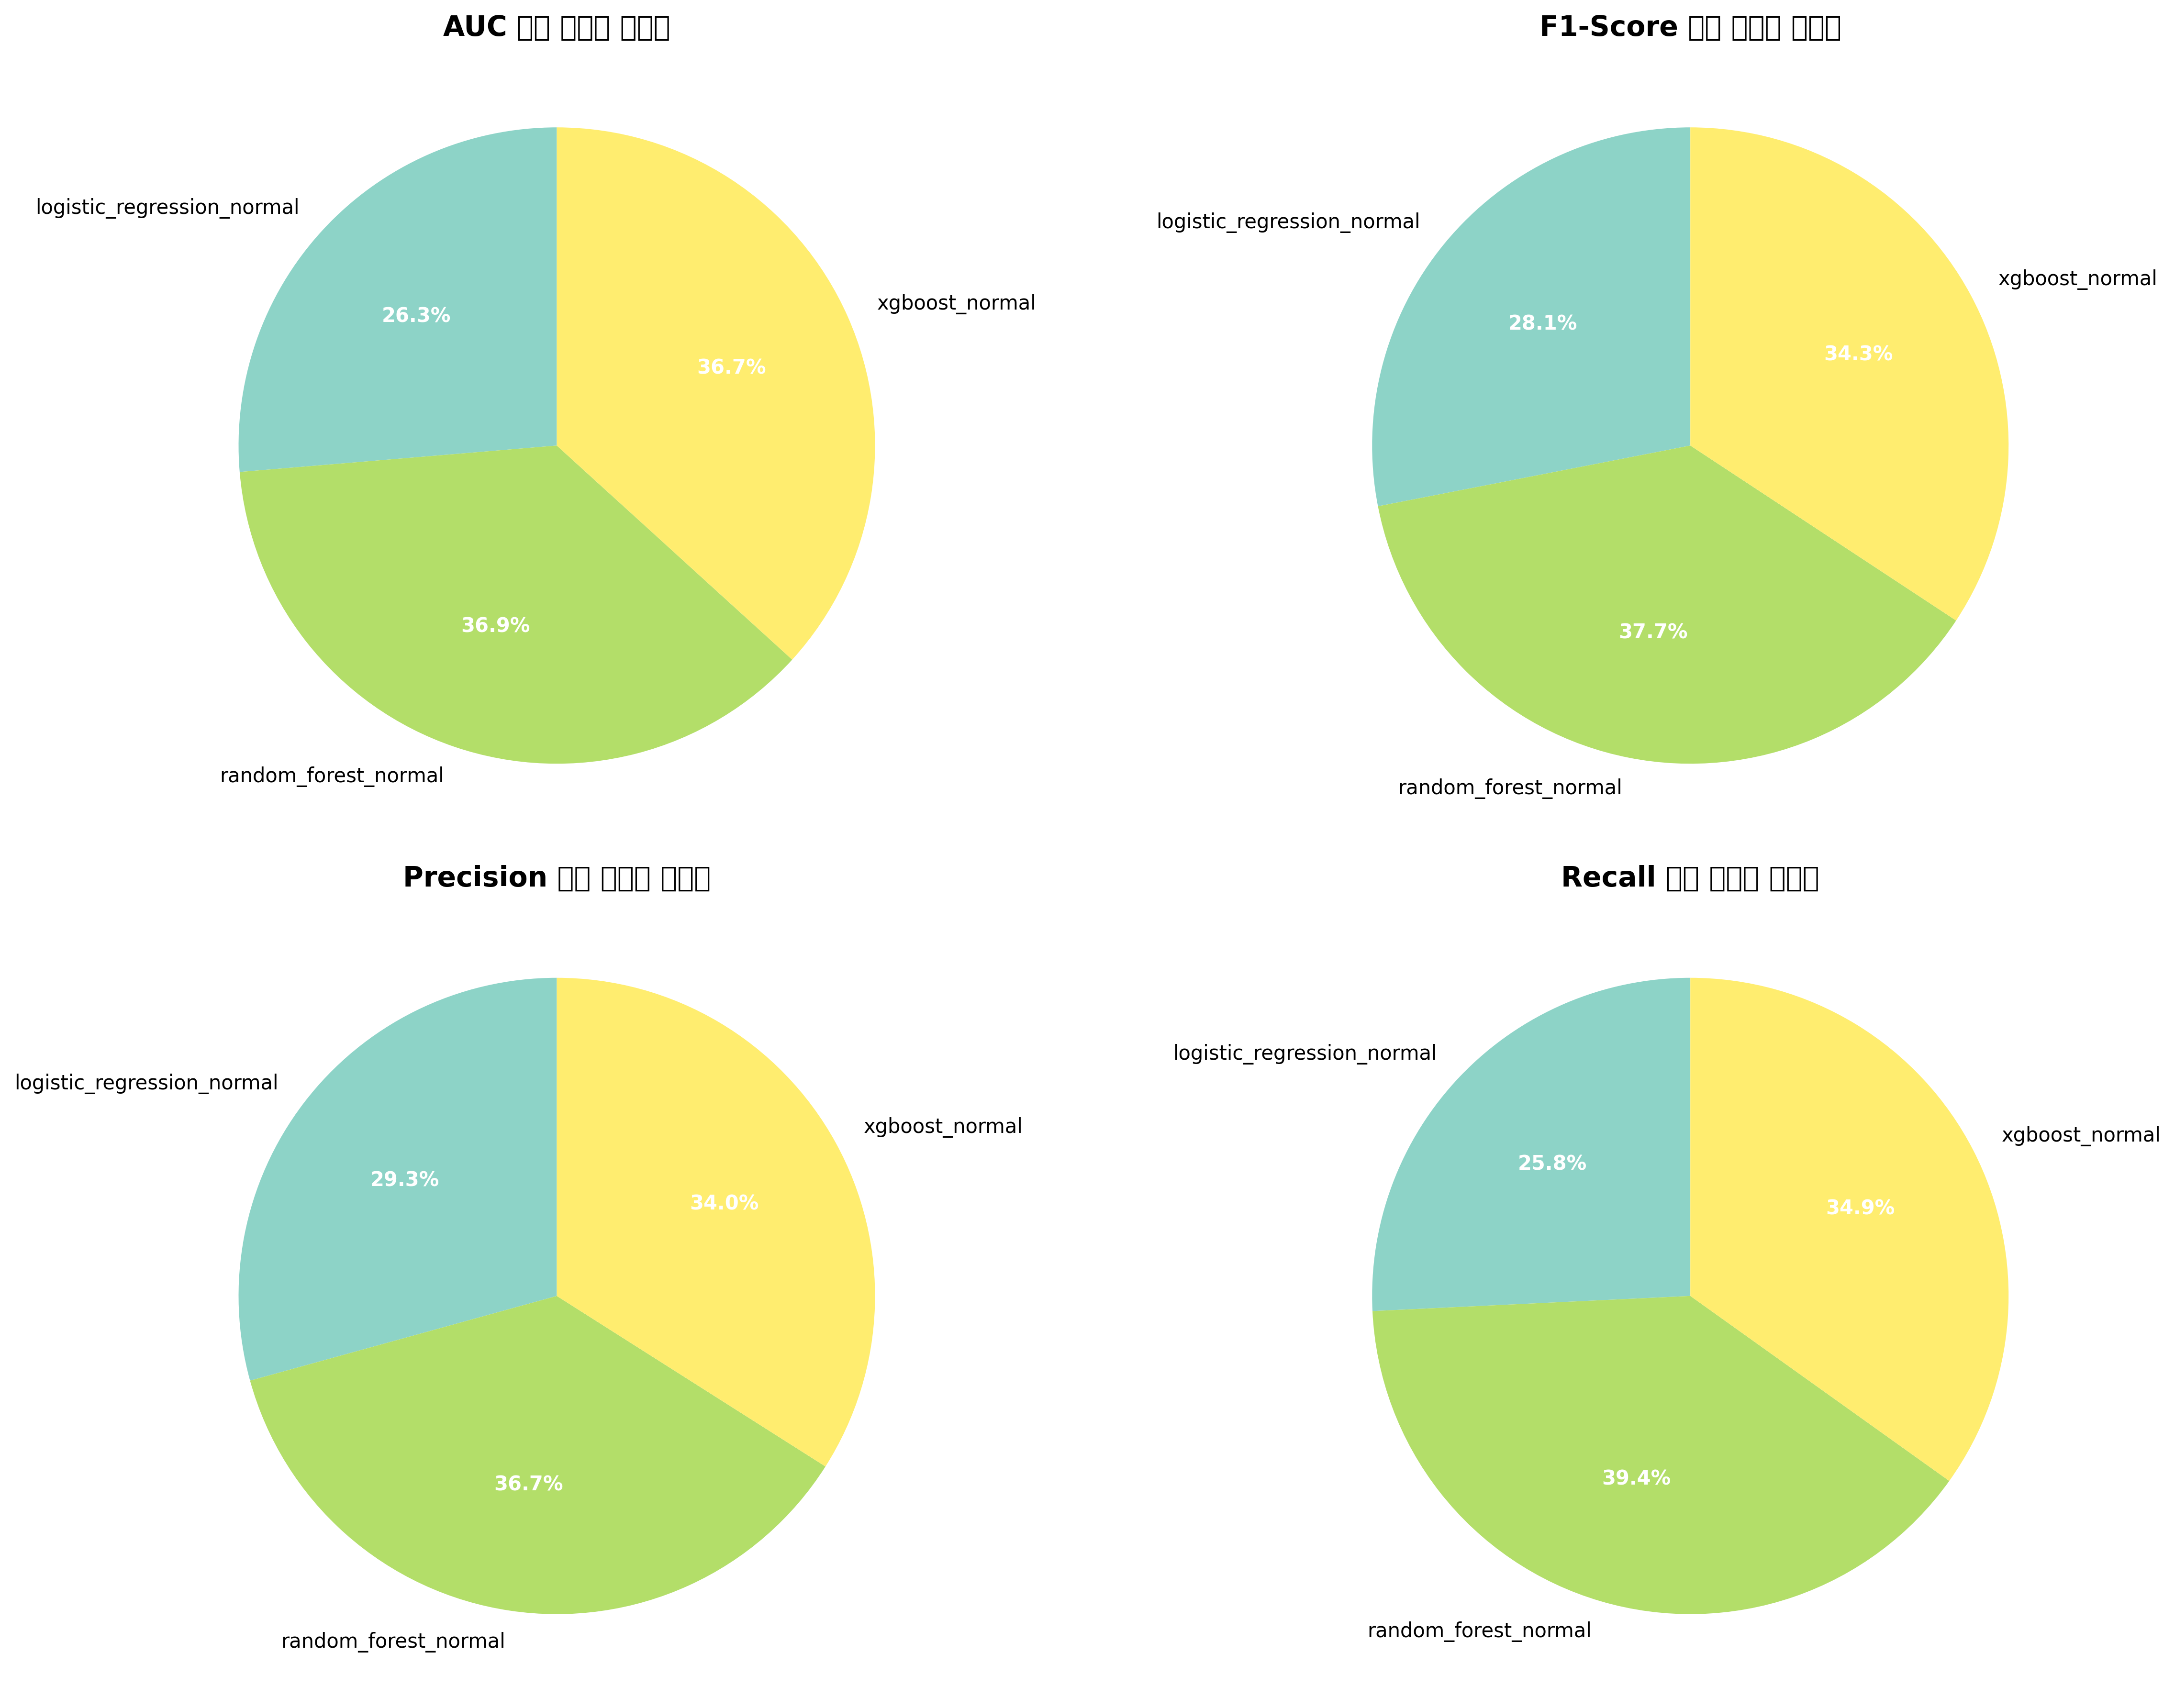 AUC
logistic_regression_normal
xgboost_normal
26.3%
36.7%
36.9%
random_forest_normal
F1-Score
logistic_regression_normal
xgboost_normal
28.1%
34.3%
37.7%
random_forest_normal
Precision
logistic_regression_normal
xgboost_normal
29.3%
34.0%
36.7%
random_forest_normal
Recall
logistic_regression_normal
xgboost_normal
25.8%
34.9%
39.4%
random_forest_normal